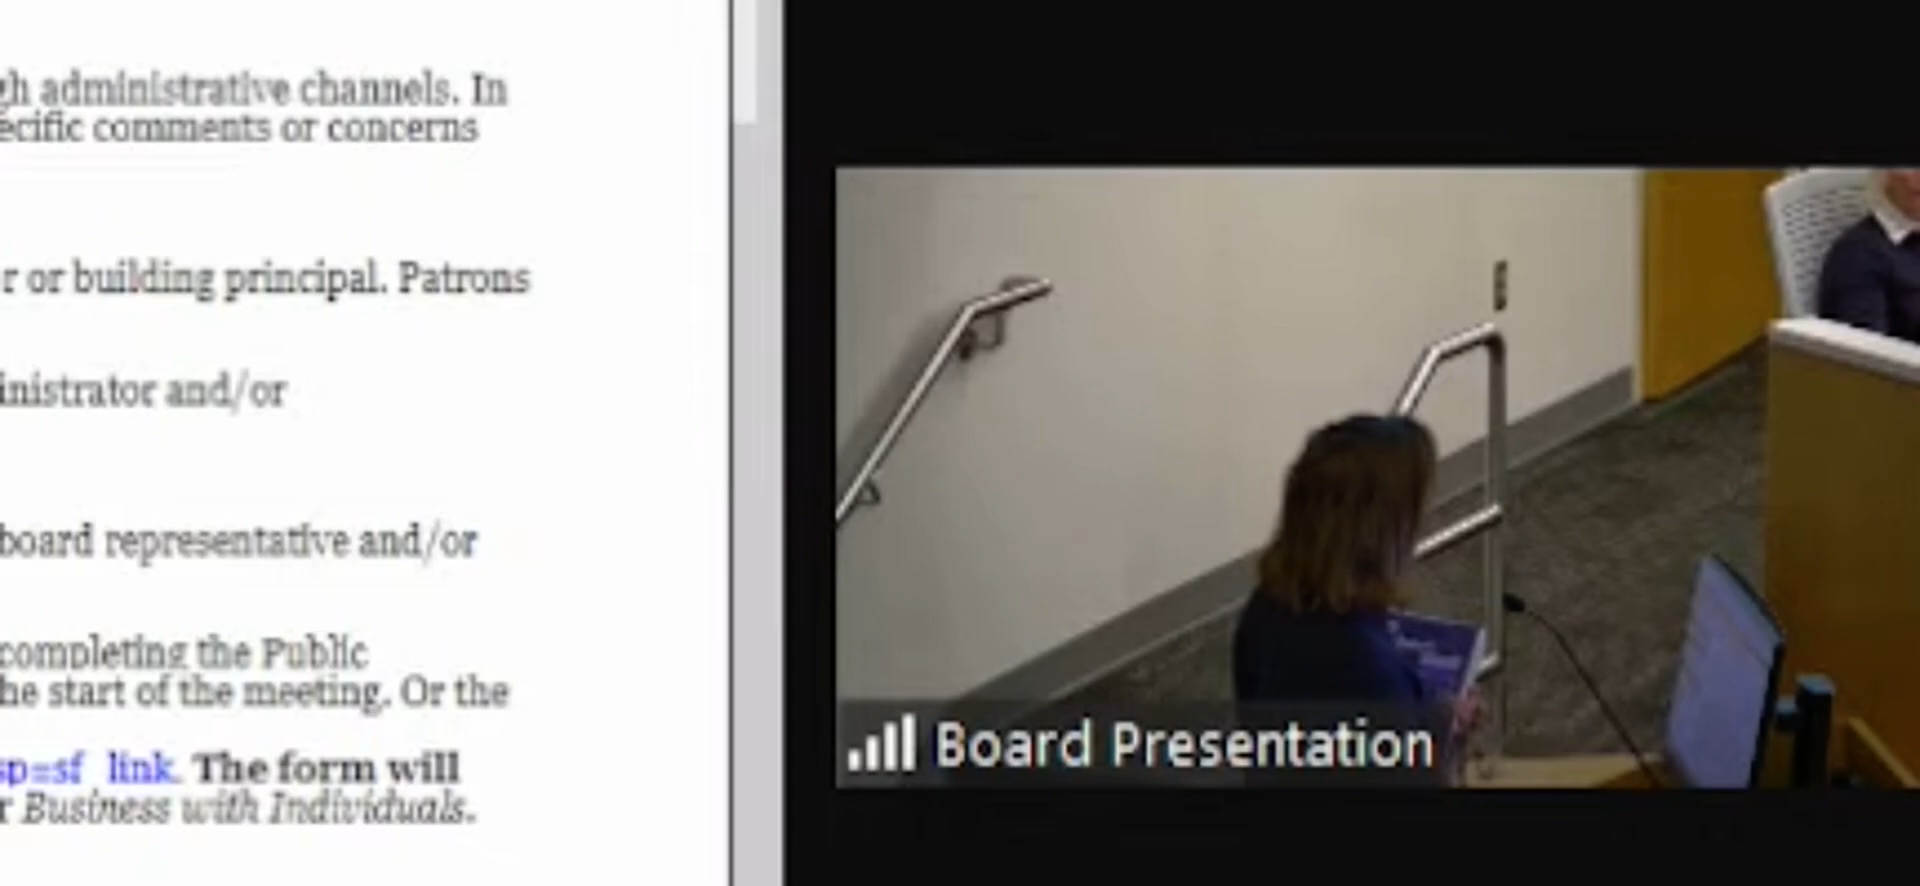 gh administrative channels. In
ecific comments or concerns
r or building principal. Patrons
inistrator and/or
board representative and/or
completing the Public
he start of the meeting. Or the
sp=sf_link. The form will
r Business with Individuals.
Board Presentation